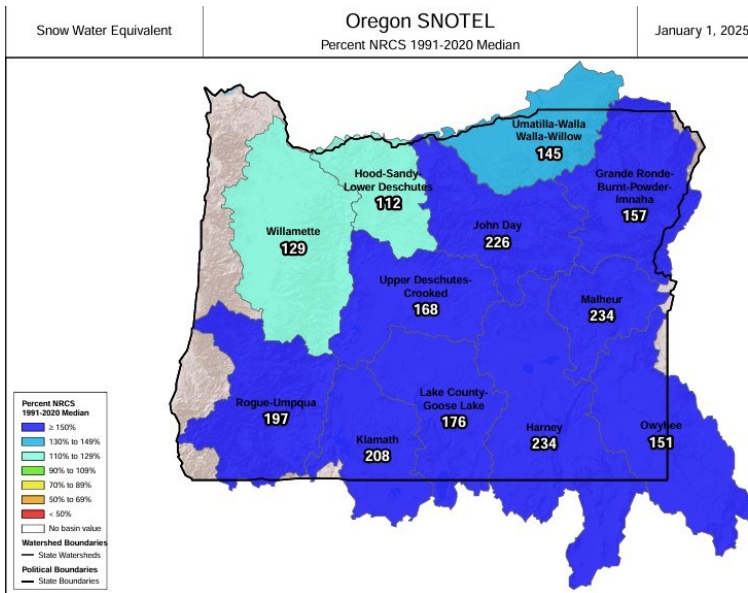 Snow Water Equivalent
Oregon SNOTEL
Percent NRCS 1991-2020 Median
January 1, 2025
Umatilla-Walla
Walla-Willow
145
Hood-Sandy-
Lower Deschutes
112
Grande Ronde-
Burnt-Powder-
Imnaha
157
Willamette
129
John Day
226
Upper Deschutes-
Crooked
168
Malheur
234
Rogue-Umpqua
197
Klamath
208
Lake County-
Goose Lake
176
Harney
234
Owyhee
151
Percent NRCS
1991-2020 Median
≥ 150%
130% to 149%
110% to 129%
90% to 109%
70% to 89%
50% to 69%
< 50%
No basin value
Watershed Boundaries
State Watersheds
Political Boundaries
State Boundaries